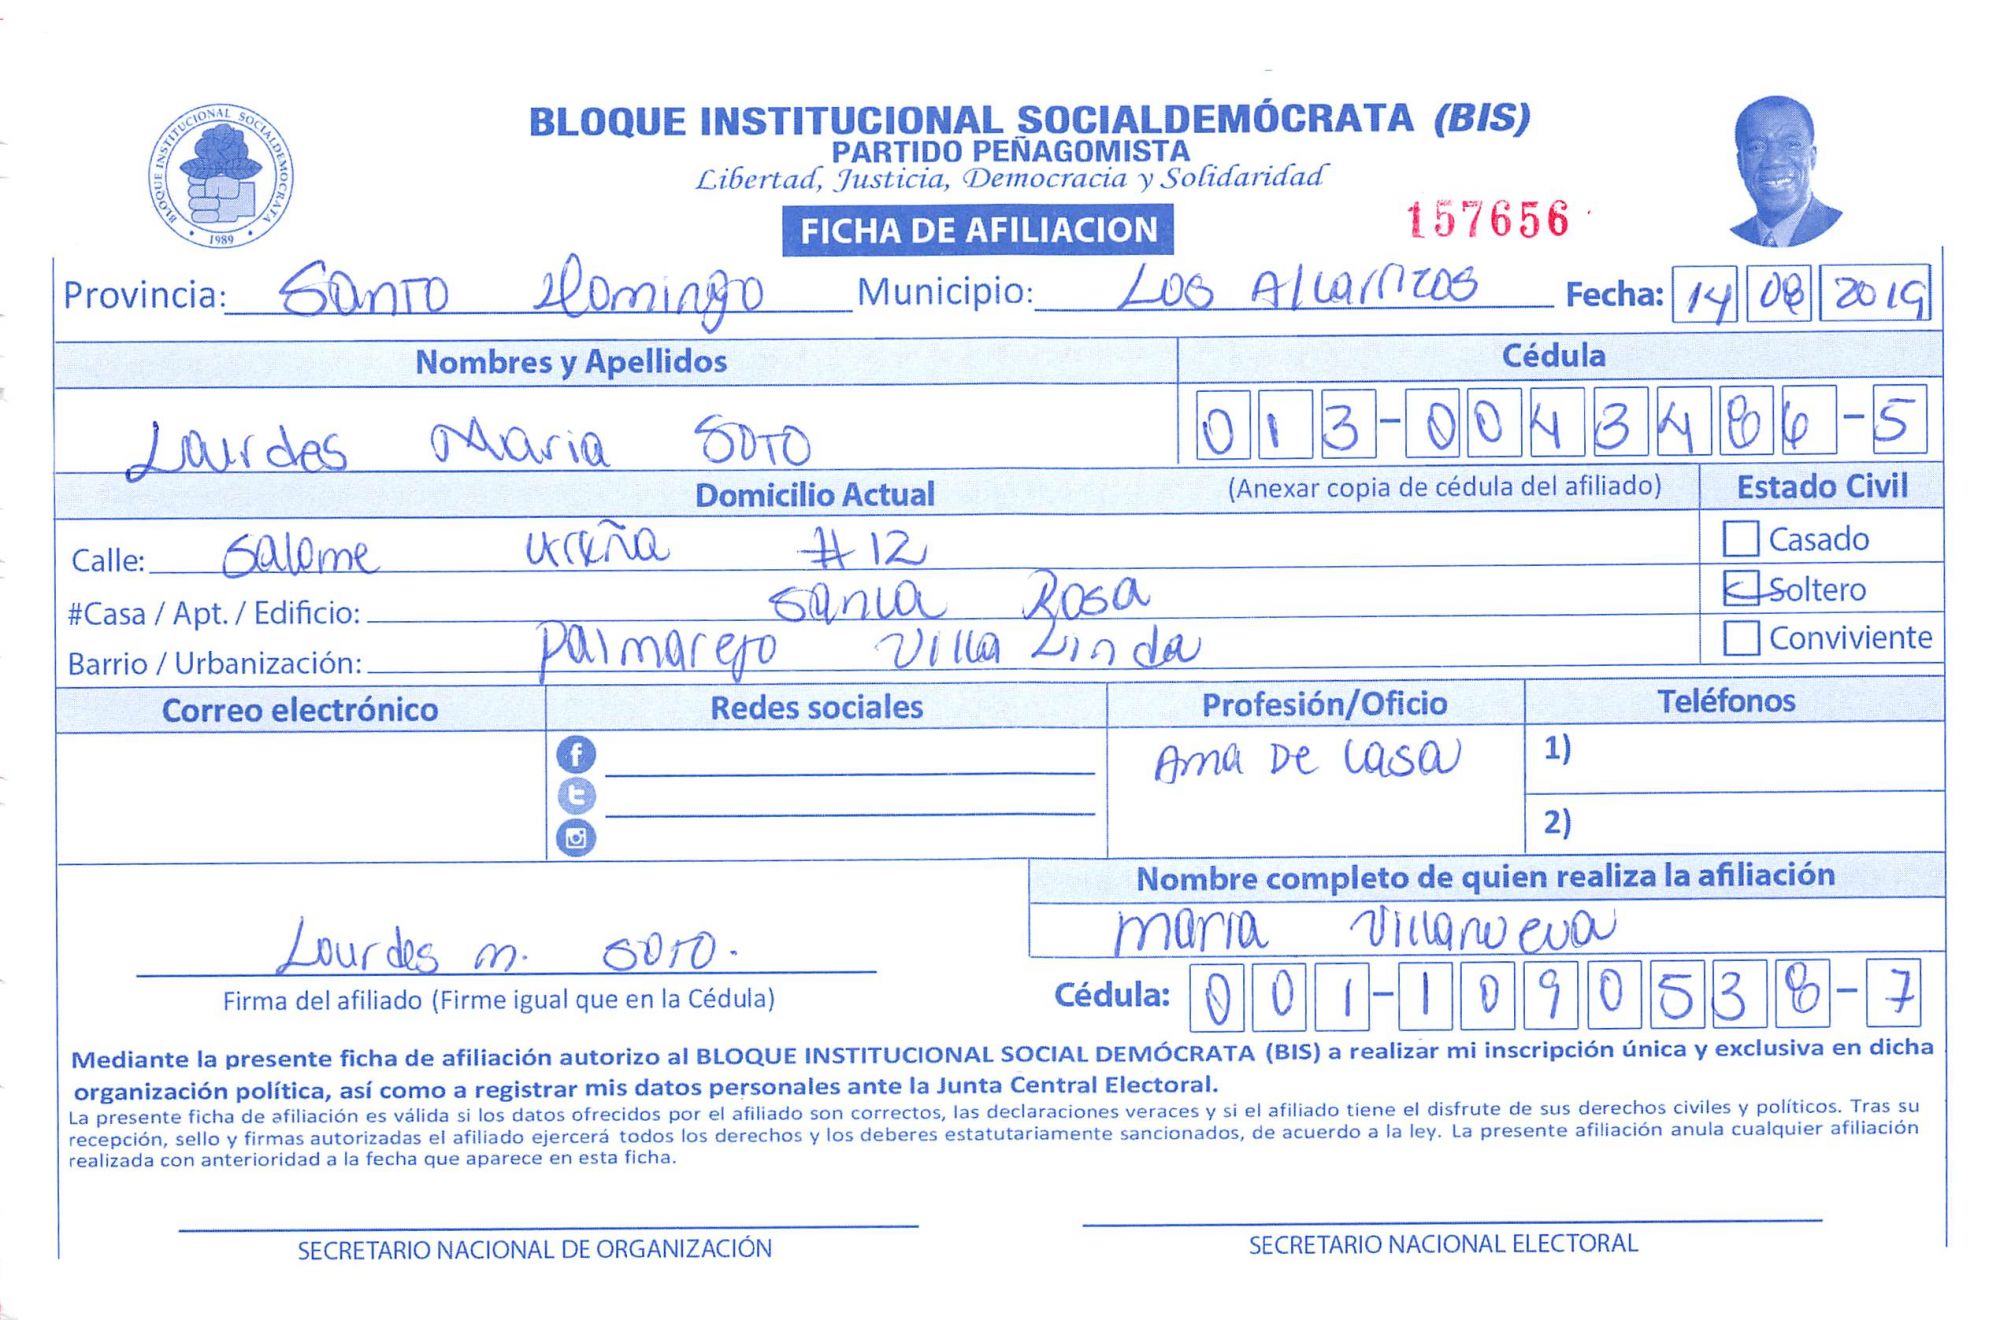 BLOQUE INSTITUCIONAL SOCIALDEMOCRATA
1989
BLOQUE INSTITUCIONAL SOCIALDEMÓCRATA (BIS)
PARTIDO PEÑAGOMISTA
Libertad, Justicia, Democracia y Solidaridad
FICHA DE AFILIACION
157656
Provincia: Santo Domingo Municipio: Los Alcarrizos Fecha: 14 08 2019
Nombres y Apellidos Cédula
Lourdes Maria Soto 013-0043486-5
Domicilio Actual (Anexar copia de cédula del afiliado) Estado Civil
Calle: Salome Ureña #12 Casado
#Casa / Apt. / Edificio: Santa Rosa Soltero
Barrio / Urbanización: Palmarejo Villa Linda Conviviente
Correo electrónico Redes sociales Profesión/Oficio Teléfonos
Ama De Casa 1)
2)
Nombre completo de quien realiza la afiliación
Maria Villanueva
Lourdes m. Soto.
Firma del afiliado (Firme igual que en la Cédula) Cédula: 001-1090538-7
Mediante la presente ficha de afiliación autorizo al BLOQUE INSTITUCIONAL SOCIAL DEMÓCRATA (BIS) a realizar mi inscripción única y exclusiva en dicha
organización política, así como a registrar mis datos personales ante la Junta Central Electoral.
La presente ficha de afiliación es válida si los datos ofrecidos por el afiliado son correctos, las declaraciones veraces y si el afiliado tiene el disfrute de sus derechos civiles y políticos. Tras su
recepción, sello y firmas autorizadas el afiliado ejercerá todos los derechos y los deberes estatutariamente sancionados, de acuerdo a la ley. La presente afiliación anula cualquier afiliación
realizada con anterioridad a la fecha que aparece en esta ficha.
SECRETARIO NACIONAL DE ORGANIZACIÓN SECRETARIO NACIONAL ELECTORAL